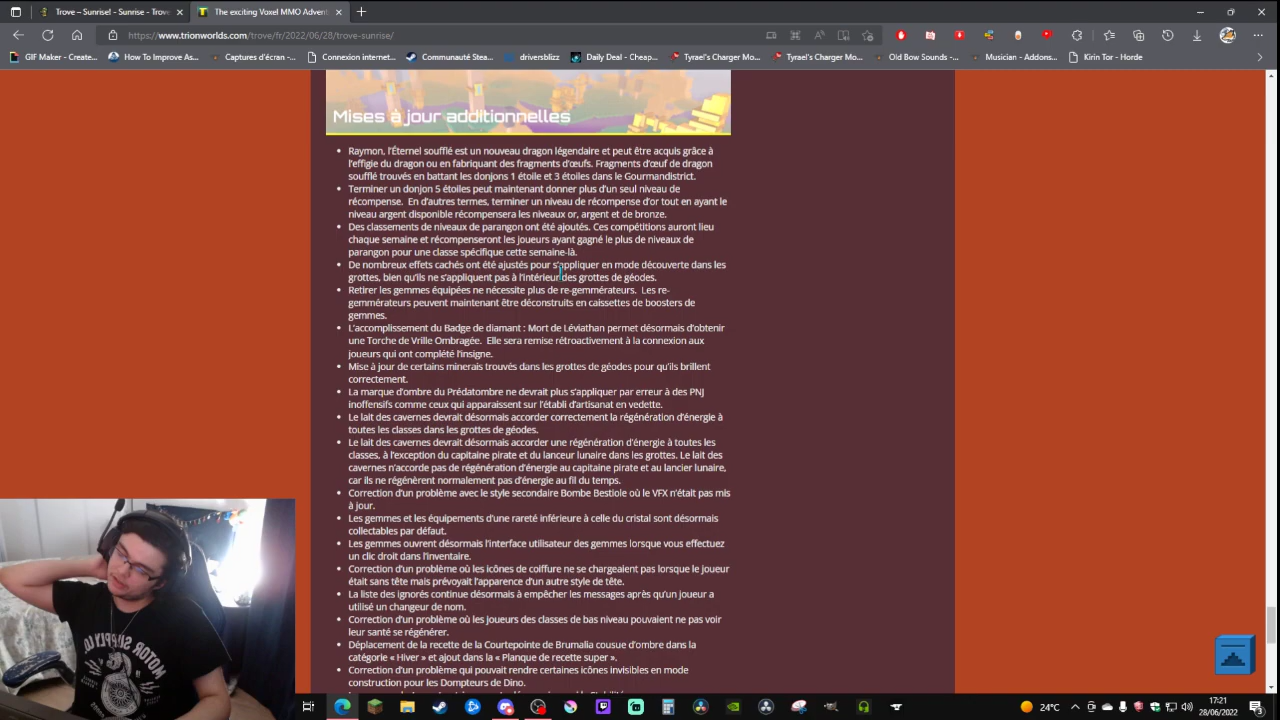 Trove – Sunrise! - Sunrise - Trove
The exciting Voxel MMO Advent
https://www.trionworlds.com/trove/fr/2022/06/28/trove-sunrise/
GIF Maker - Create...
How To Improve As...
Captures d'écran -...
Connexion internet...
Communauté Stea...
driversblizz
Daily Deal - Cheap...
Tyrael's Charger Mo...
Tyrael's Charger Mo...
Old Bow Sounds -...
Musician - Addons...
Kirin Tor - Horde
Mises à jour additionnelles
• Raymon, l'Éternel soufflé est un nouveau dragon légendaire et peut être acquis grâce à
l'effigie du dragon ou en fabriquant des fragments d'œufs. Fragments d'œuf de dragon
soufflé trouvés en battant les donjons 1 étoile et 3 étoiles dans le Gourmandistrict.
• Terminer un donjon 5 étoiles peut maintenant donner plus d'un seul niveau de
récompense. En d'autres termes, terminer un niveau de récompense d'or tout en ayant le
niveau argent disponible récompensera les niveaux or, argent et de bronze.
• Des classements de niveaux de parangon ont été ajoutés. Ces compétitions auront lieu
chaque semaine et récompenseront les joueurs ayant gagné le plus de niveaux de
parangon pour une classe spécifique cette semaine-là.
• De nombreux effets cachés ont été ajustés pour s'appliquer en mode découverte dans les
grottes, bien qu'ils ne s'appliquent pas à l'intérieur des grottes de géodes.
• Retirer les gemmes équipées ne nécessite plus de re-gemmérateurs. Les re-
gemmérateurs peuvent maintenant être déconstruits en caissettes de boosters de
gemmes.
• L'accomplissement du Badge de diamant : Mort de Léviathan permet désormais d'obtenir
une Torche de Vrille Ombragée. Elle sera remise rétroactivement à la connexion aux
joueurs qui ont complété l'insigne.
• Mise à jour de certains minerais trouvés dans les grottes de géodes pour qu'ils brillent
correctement.
• La marque d'ombre du Prédatombre ne devrait plus s'appliquer par erreur à des PNJ
inoffensifs comme ceux qui apparaissent sur l'établi d'artisanat en vedette.
• Le lait des cavernes devrait désormais accorder correctement la régénération d'énergie à
toutes les classes dans les grottes de géodes.
• Le lait des cavernes devrait désormais accorder une régénération d'énergie à toutes les
classes, à l'exception du capitaine pirate et du lanceur lunaire dans les grottes. Le lait des
cavernes n'accorde pas de régénération d'énergie au capitaine pirate et au lancier lunaire,
car ils ne régénèrent normalement pas d'énergie au fil du temps.
• Correction d'un problème avec le style secondaire Bombe Bestiole où le VFX n'était pas mis
à jour.
• Les gemmes et les équipements d'une rareté inférieure à celle du cristal sont désormais
collectables par défaut.
• Les gemmes ouvrent désormais l'interface utilisateur des gemmes lorsque vous effectuez
un clic droit dans l'inventaire.
• Correction d'un problème où les icônes de coiffure ne se chargeaient pas lorsque le joueur
était sans tête mais prévoyait l'apparence d'un autre style de tête.
• La liste des ignorés continue désormais à empêcher les messages après qu'un joueur a
utilisé un changeur de nom.
• Correction d'un problème où les joueurs des classes de bas niveau pouvaient ne pas voir
leur santé se régénérer.
• Déplacement de la recette de la Courtepointe de Brumalia cousue d'ombre dans la
catégorie « Hiver » et ajout dans la « Planque de recette super ».
• Correction d'un problème qui pouvait rendre certaines icônes invisibles en mode
construction pour les Dompteurs de Dino.
MOTOR SUPPLY CO.
24°C
17:21
28/06/2022